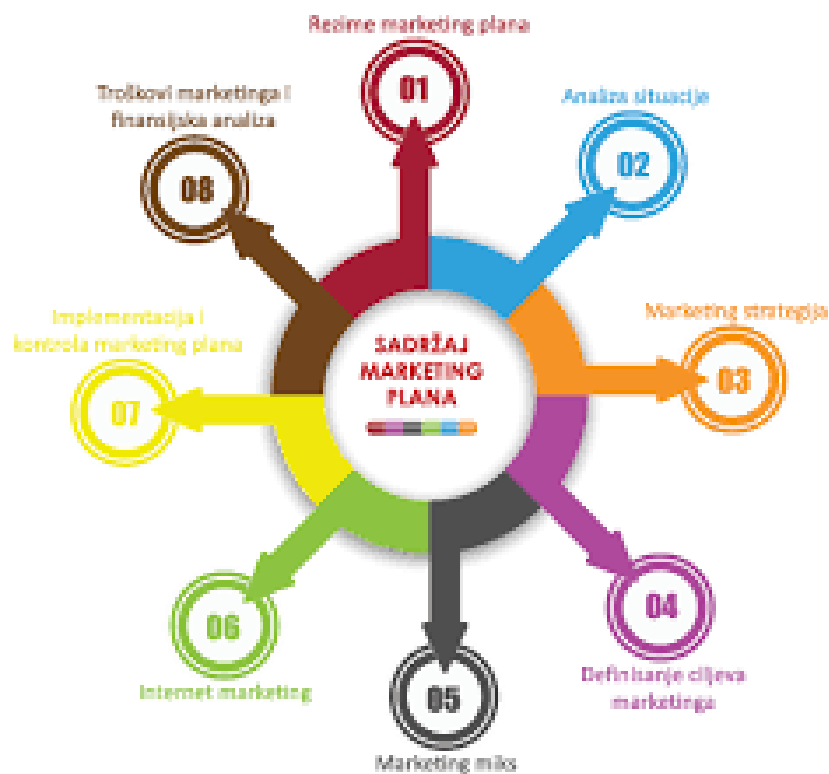 Rezime marketing plana
01
Analiza situacije
02
Marketing strategija
03
Definisanje ciljeva
marketinga
04
Marketing miks
05
Internet marketing
06
Implementacija i
kontrola marketing plana
07
Troškovi marketinga i
finansijska analiza
08
SADRŽAJ
MARKETING
PLANA